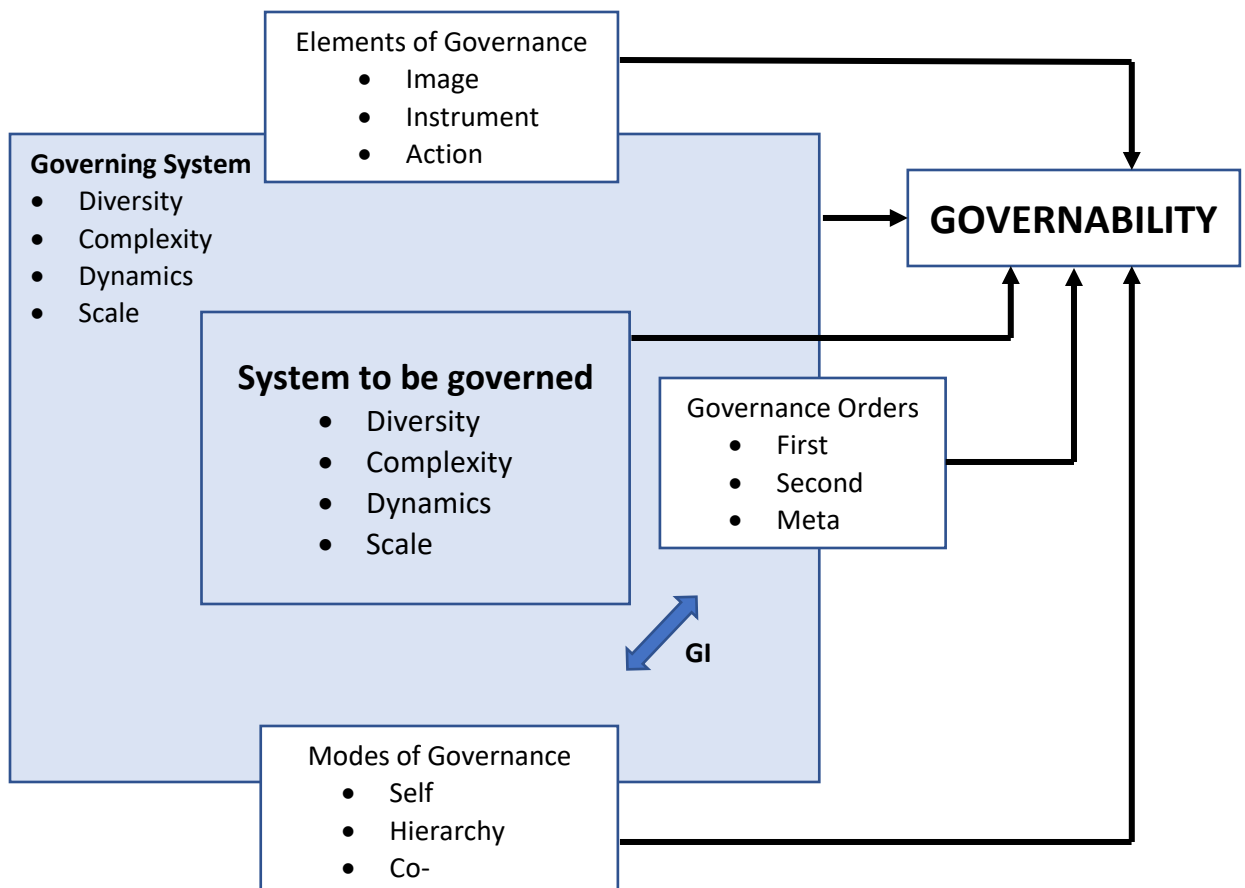 Elements of Governance
• Image
• Instrument
• Action
Governing System
• Diversity
• Complexity
• Dynamics
• Scale
GOVERNABILITY
System to be governed
• Diversity
• Complexity
• Dynamics
• Scale
Governance Orders
• First
• Second
• Meta
GI
Modes of Governance
• Self
• Hierarchy
• Co-